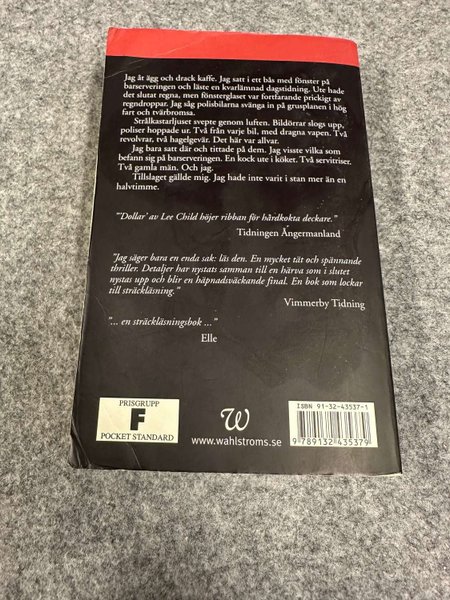 Jag åt ägg och drack kaffe. Jag satt i ett bås med fönster på
barserveringen och läste en kvarlämnad dagstidning. Ute hade
det slutat regna, men fönsterglaset var fortfarande prickigt av
regndroppar. Jag såg polisbilarna svänga in på grusplanen i hög
fart och tvärbromsa.
Strålkastarljuset svepte genom luften. Bildörrar slogs upp,
poliser hoppade ur. Två från varje bil, med dragna vapen. Två
revolvrar, två hagelgevär. Det här var allvar.
Jag bara satt där och tittade på dem. Jag visste vilka som
befann sig på barserveringen. En kock ute i köket. Två servitriser.
Två gamla män. Och jag.
Tillslaget gällde mig. Jag hade inte varit i stan mer än en
halvtimme.
"'Dollar' av Lee Child höjer ribban för hårdkokta deckare."
Tidningen Ångermanland
"Jag säger bara en enda sak: läs den. En mycket tät och spännande
thriller. Detaljer har nystats samman till en härva som i slutet
nystas upp och blir en häpnadsväckande final. En bok som lockar
till sträckläsning."
Vimmerby Tidning
"... en sträckläsningsbok ..."
Elle
PRISGRUPP
F
POCKET STANDARD
W
www.wahlstroms.se
ISBN 91-32-43537-1
9 789132 435379